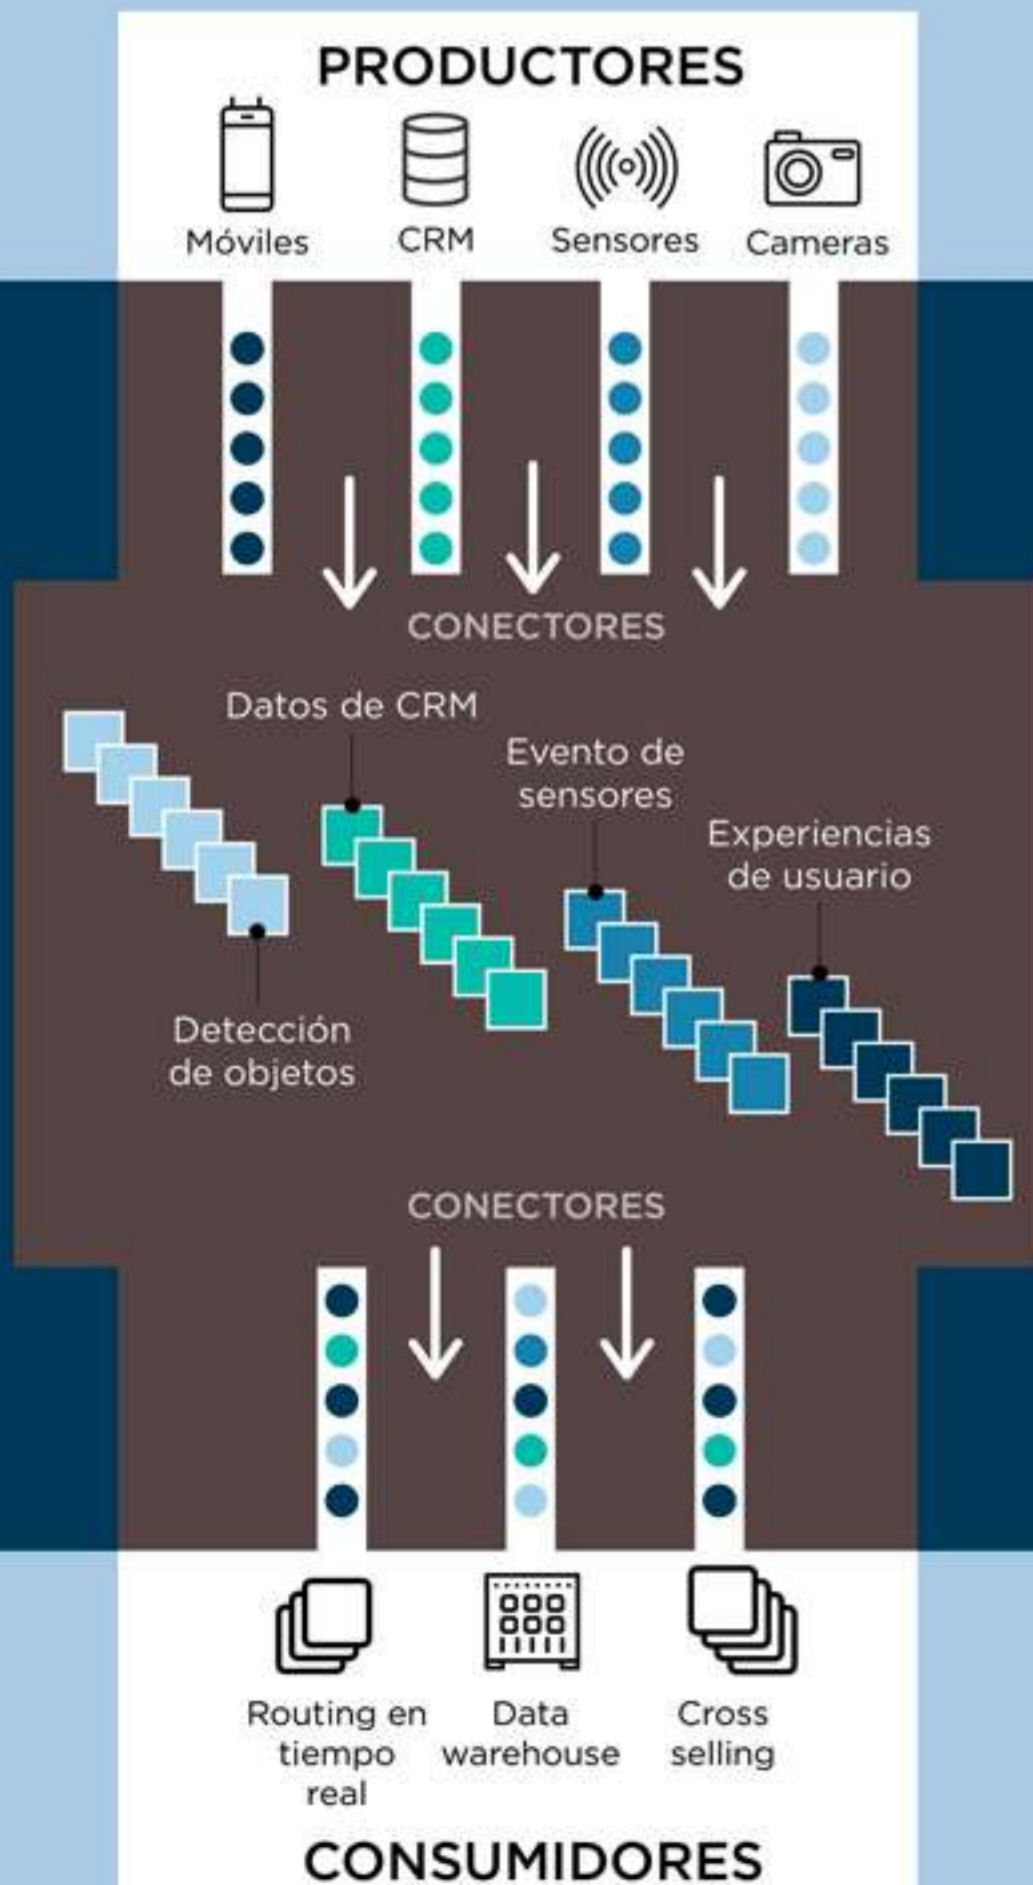 PRODUCTORES
Móviles
CRM
Sensores
Cameras
CONECTORES
Datos de CRM
Evento de
sensores
Experiencias
de usuario
Detección
de objetos
CONECTORES
Routing en
tiempo
real
Data
warehouse
Cross
selling
CONSUMIDORES